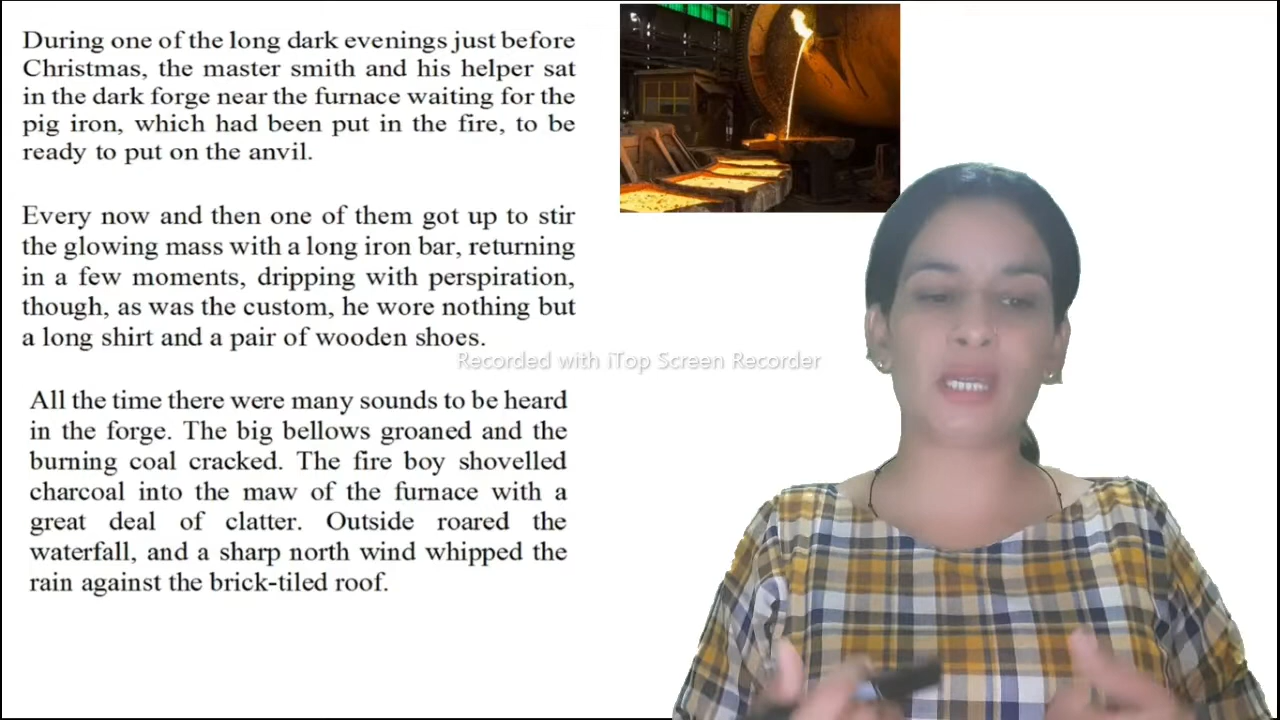 During one of the long dark evenings just before
Christmas, the master smith and his helper sat
in the dark forge near the furnace waiting for the
pig iron, which had been put in the fire, to be
ready to put on the anvil.
Every now and then one of them got up to stir
the glowing mass with a long iron bar, returning
in a few moments, dripping with perspiration,
though, as was the custom, he wore nothing but
a long shirt and a pair of wooden shoes.
Recorded with iTop Screen Recorder
All the time there were many sounds to be heard
in the forge. The big bellows groaned and the
burning coal cracked. The fire boy shovelled
charcoal into the maw of the furnace with a
great deal of clatter. Outside roared the
waterfall, and a sharp north wind whipped the
rain against the brick-tiled roof.